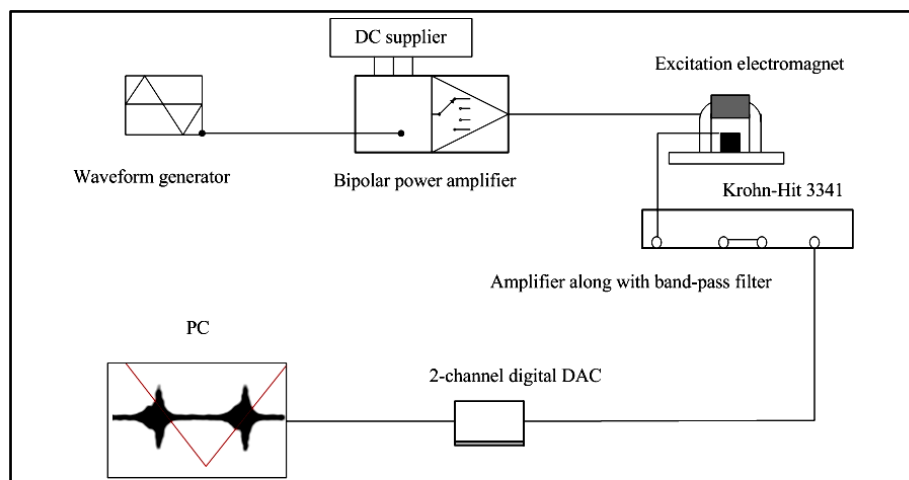 DC supplier
Excitation electromagnet
Waveform generator
Bipolar power amplifier
Krohn-Hit 3341
Amplifier along with band-pass filter
PC
2-channel digital DAC